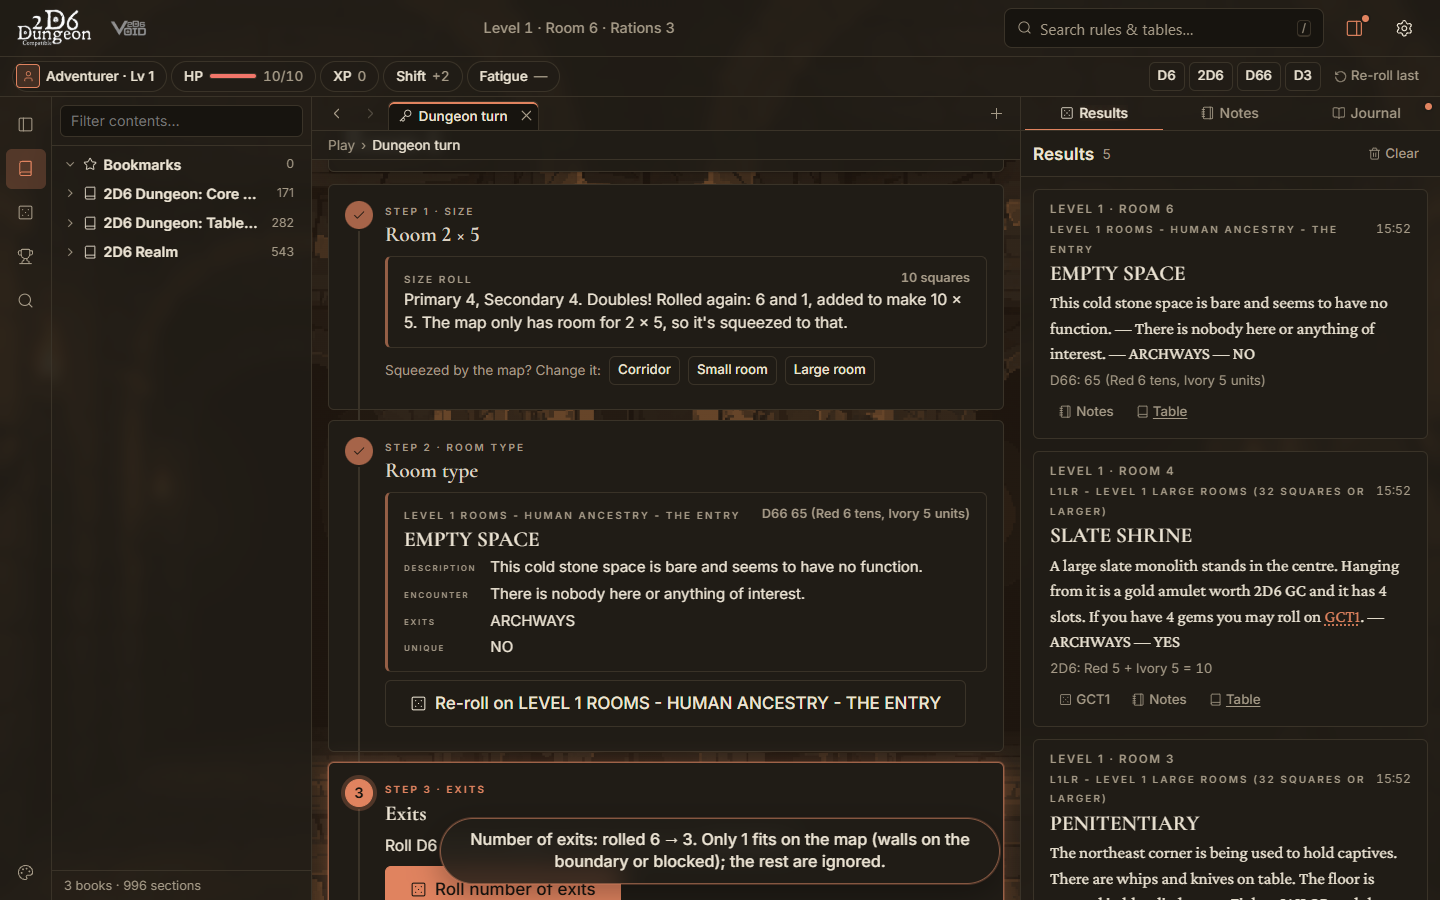 2D6 Dungeon Compatible
2D6 VOID
Level 1 · Room 6 · Rations 3
Search rules & tables...
/
Adventurer · Lv 1
HP 10/10
XP 0
Shift +2
Fatigue —
D6
2D6
D66
D3
Re-roll last
Filter contents...
Bookmarks 0
2D6 Dungeon: Core ... 171
2D6 Dungeon: Table... 282
2D6 Realm 543
3 books · 996 sections
Dungeon turn
Play › Dungeon turn
STEP 1 · SIZE
Room 2 × 5
SIZE ROLL 10 squares
Primary 4, Secondary 4. Doubles! Rolled again: 6 and 1, added to make 10 ×
5. The map only has room for 2 × 5, so it's squeezed to that.
Squeezed by the map? Change it: Corridor Small room Large room
STEP 2 · ROOM TYPE
Room type
LEVEL 1 ROOMS - HUMAN ANCESTRY - THE ENTRY D66 65 (Red 6 tens, Ivory 5 units)
EMPTY SPACE
DESCRIPTION This cold stone space is bare and seems to have no function.
ENCOUNTER There is nobody here or anything of interest.
EXITS ARCHWAYS
UNIQUE NO
Re-roll on LEVEL 1 ROOMS - HUMAN ANCESTRY - THE ENTRY
3 STEP 3 · EXITS
Exits
Roll D6
Number of exits: rolled 6 → 3. Only 1 fits on the map (walls on the
boundary or blocked); the rest are ignored.
Roll number of exits
Results
Notes
Journal
Results 5
Clear
LEVEL 1 · ROOM 6
LEVEL 1 ROOMS - HUMAN ANCESTRY - THE 15:52
ENTRY
EMPTY SPACE
This cold stone space is bare and seems to have no
function. — There is nobody here or anything of
interest. — ARCHWAYS — NO
D66: 65 (Red 6 tens, Ivory 5 units)
Notes Table
LEVEL 1 · ROOM 4
L1LR - LEVEL 1 LARGE ROOMS (32 SQUARES OR 15:52
LARGER)
SLATE SHRINE
A large slate monolith stands in the centre. Hanging
from it is a gold amulet worth 2D6 GC and it has 4
slots. If you have 4 gems you may roll on GCT1. —
ARCHWAYS — YES
2D6: Red 5 + Ivory 5 = 10
GCT1 Notes Table
LEVEL 1 · ROOM 3
L1LR - LEVEL 1 LARGE ROOMS (32 SQUARES OR 15:52
LARGER)
PENITENTIARY
The northeast corner is being used to hold captives.
There are whips and knives on table. The floor is